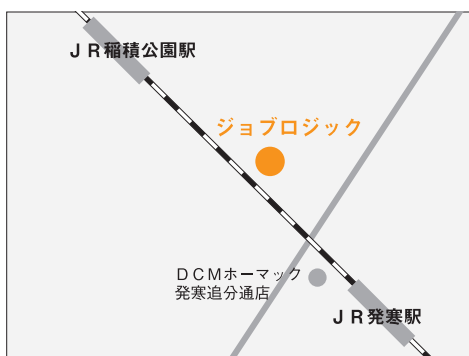 ＪＲ稲積公園駅
ジョブロジック
ＤＣＭホーマック
発寒追分通店
ＪＲ発寒駅